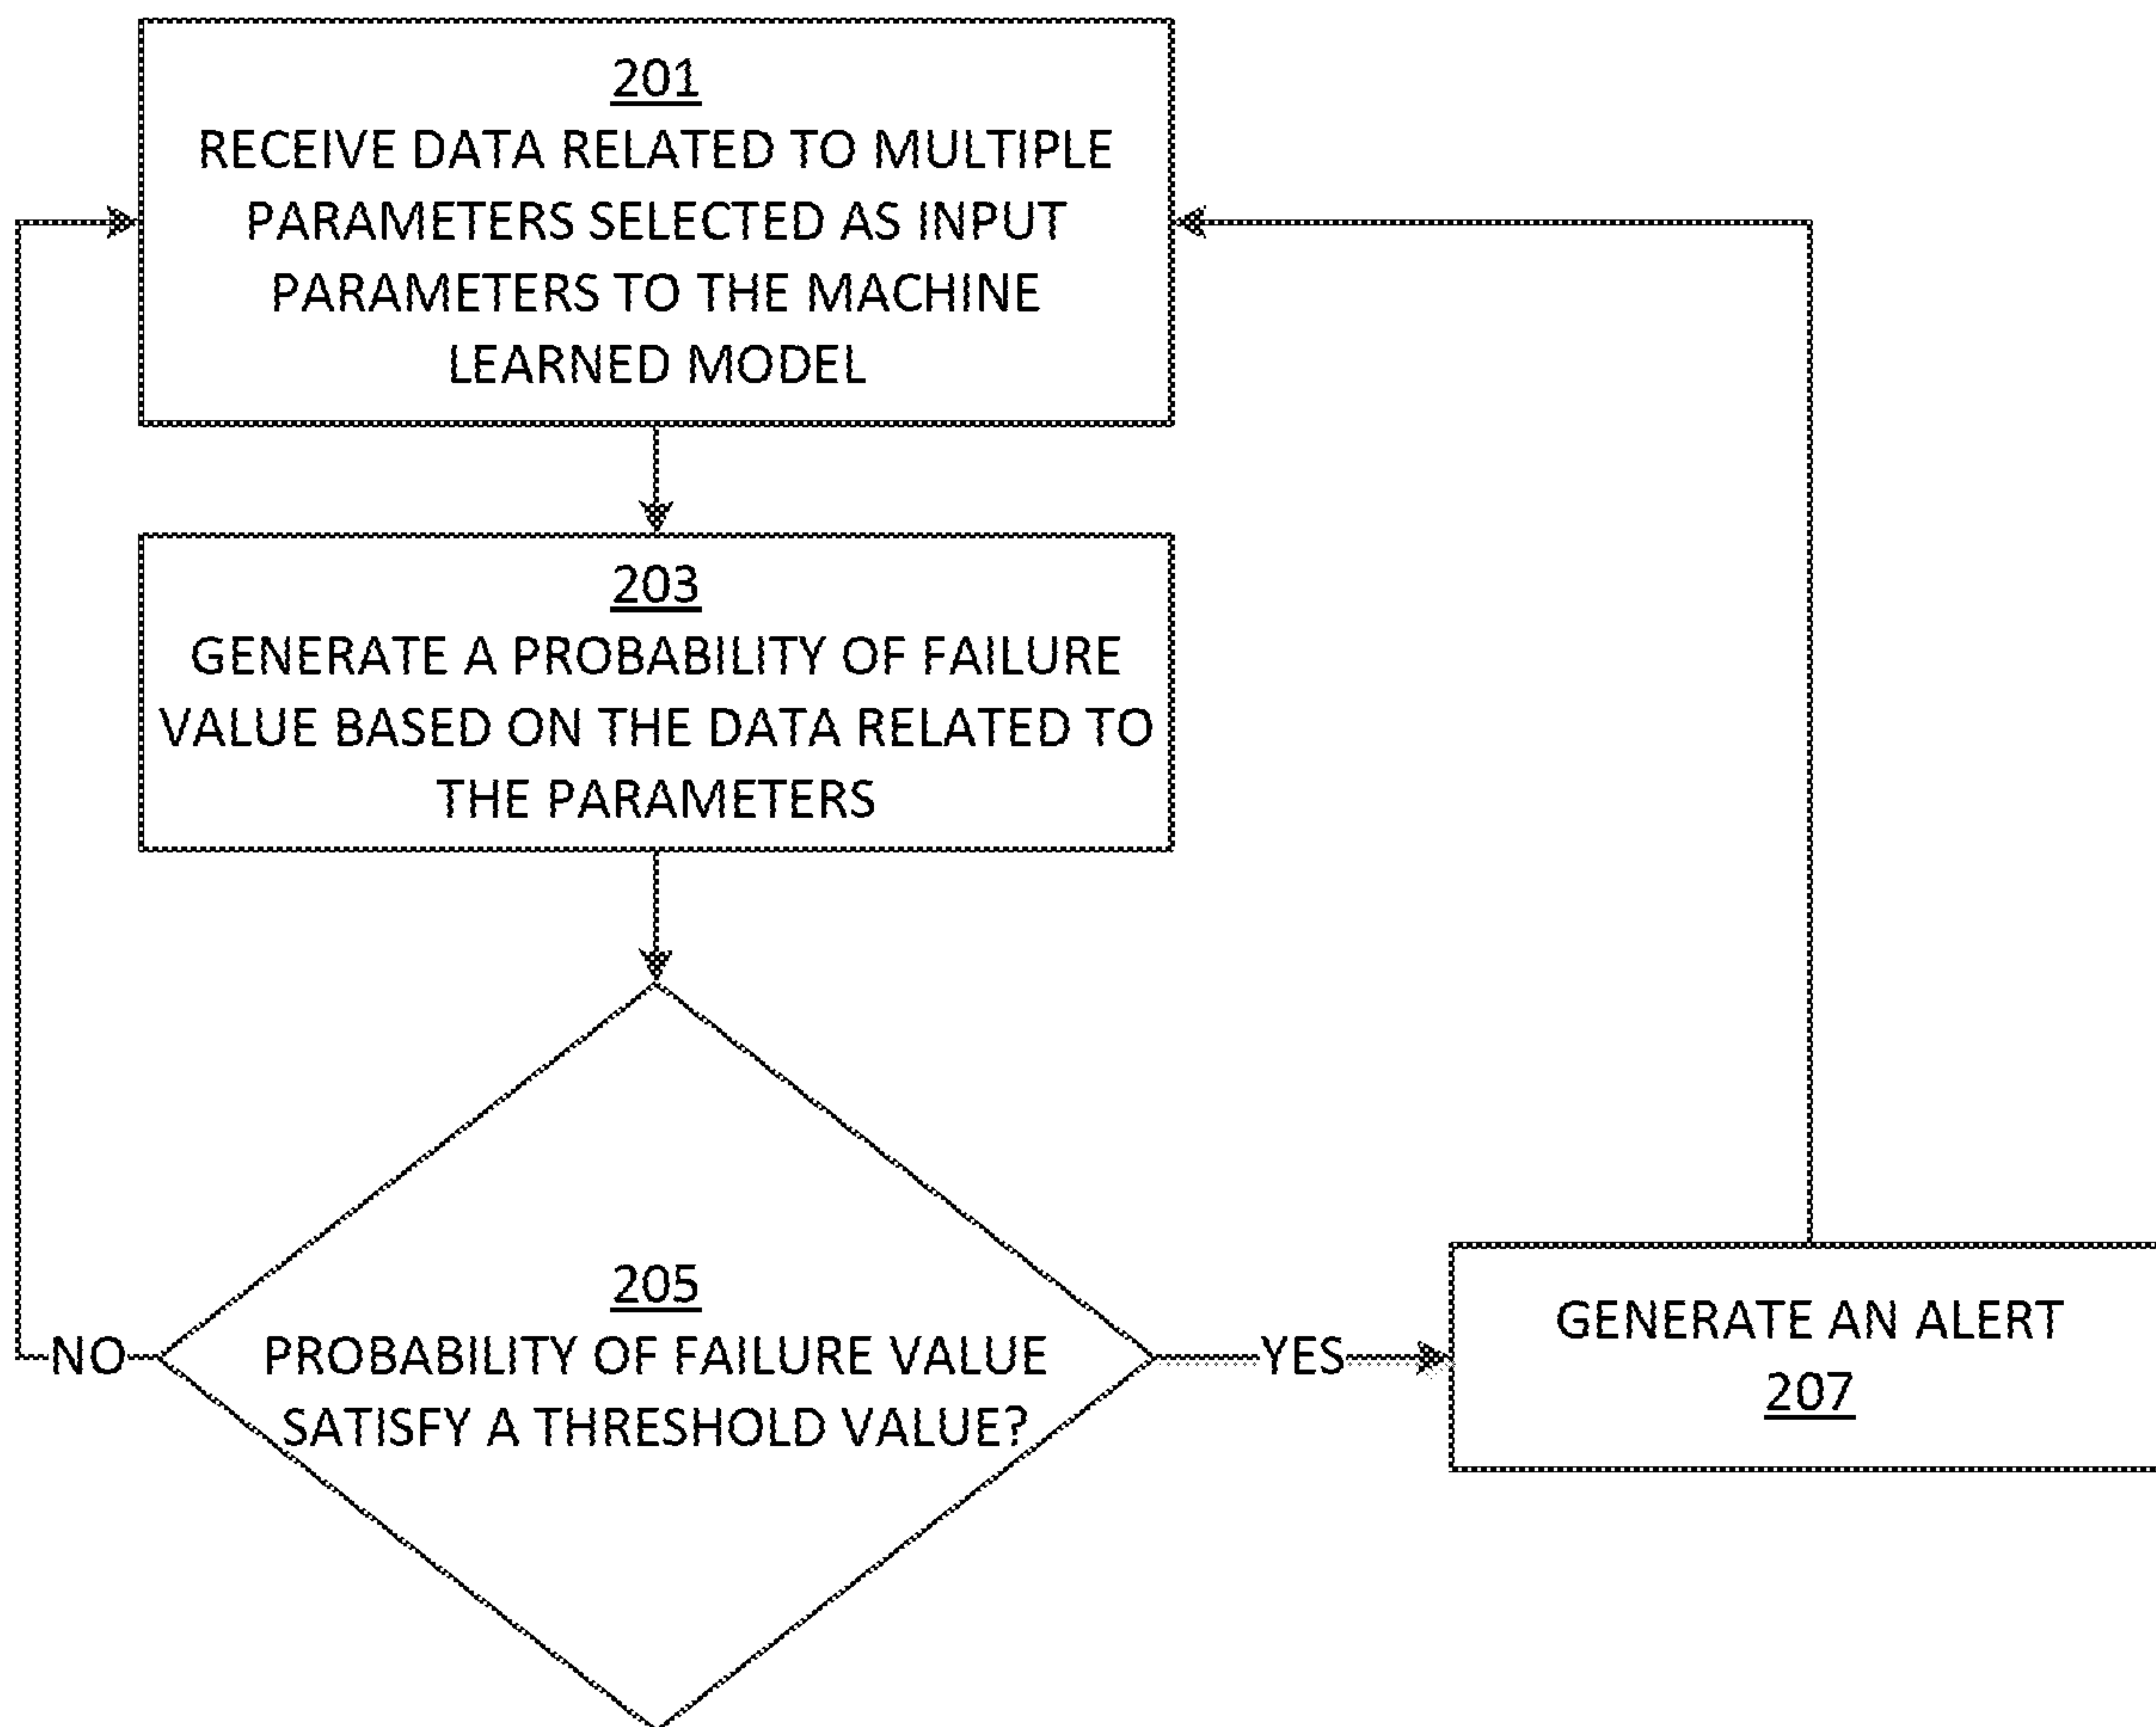 201
RECEIVE DATA RELATED TO MULTIPLE
PARAMETERS SELECTED AS INPUT
PARAMETERS TO THE MACHINE
LEARNED MODEL
203
GENERATE A PROBABILITY OF FAILURE
VALUE BASED ON THE DATA RELATED TO
THE PARAMETERS
205
PROBABILITY OF FAILURE VALUE
SATISFY A THRESHOLD VALUE?
NO
YES
GENERATE AN ALERT
207